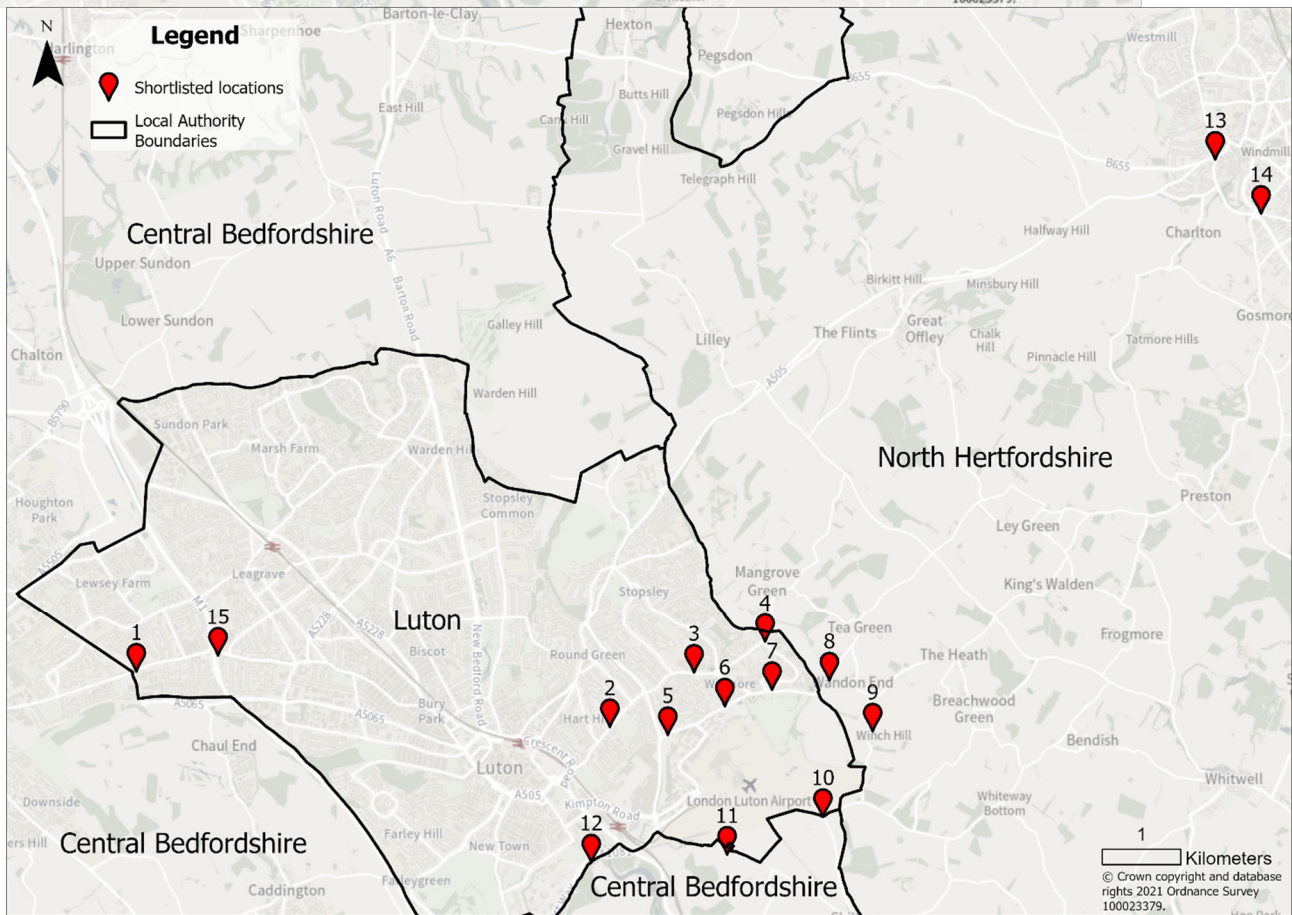 100023379.
N
Legend
Shortlisted locations
Local Authority
Boundaries
Harlington
Sharpenhoe
Barton-le-Clay
Hexton
Pegsdon
Westmill
B655
East Hill
Butts Hill
Pegsdon Hills
Gravel Hill
Telegraph Hill
B655
13
Windmill
14
Luton Road
A6
Barton Road
Central Bedfordshire
Halfway Hill
Charlton
Upper Sundon
Birkitt Hill
Minsbury Hill
Lower Sundon
Galley Hill
Lilley
The Flints
Great
Offley
Chalk
Hill
Gosmore
Tatmore Hills
Chalton
Pinnacle Hill
A505
Warden Hill
B5790
Sundon Park
Marsh Farm
Warden Hill
North Hertfordshire
Houghton
Park
Stopsley
Common
Preston
Ley Green
A5505
Lewsey Farm
Leagrave
M1
Stopsley
Mangrove
Green
King's Walden
1
15
A5228
A5228
Luton
Biscot
New Bedford Road
Round Green
3
4
Tea Green
8
Frogmore
6
7
Wandon End
The Heath
2
5
9
Breachwood
Green
A5065
A5065
Bury
Park
Hart Hill
Winch Hill
Bendish
Chaul End
Luton
Crescent Road
Whitwell
Downside
A505
Kimpton Road
London Luton Airport
10
Whiteway
Bottom
Central Bedfordshire
Farley Hill
New Town
12
11
A1081
Caddington
Farleygreen
Central Bedfordshire
1
Kilometers
© Crown copyright and database
rights 2021 Ordnance Survey
100023379.